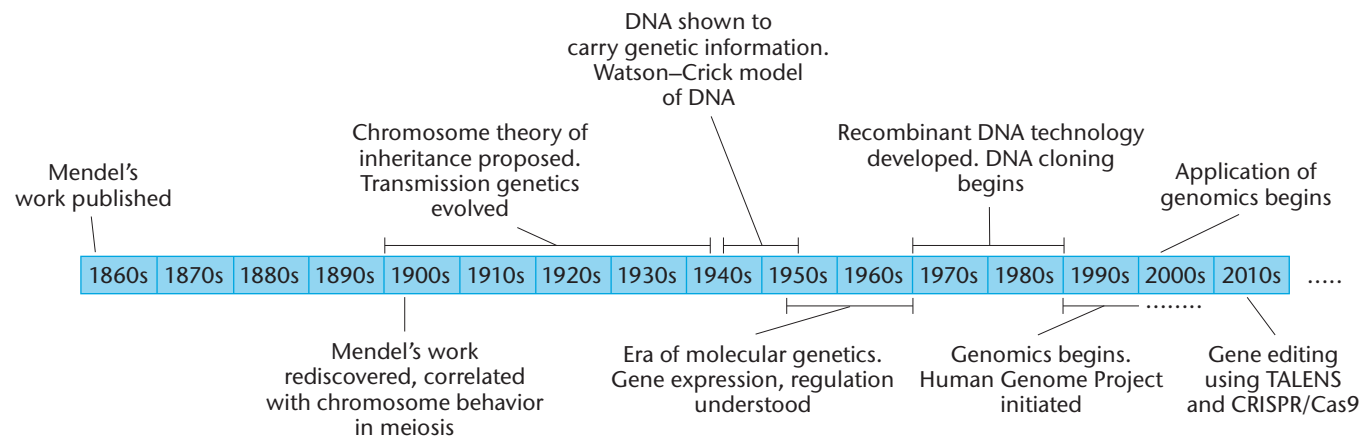 DNA shown to
carry genetic information.
Watson–Crick model
of DNA
Chromosome theory of
inheritance proposed.
Transmission genetics
evolved
Recombinant DNA technology
developed. DNA cloning
begins
Mendel's
work published
Application of
genomics begins
1860s 1870s 1880s 1890s 1900s 1910s 1920s 1930s 1940s 1950s 1960s 1970s 1980s 1990s 2000s 2010s .....
........
Mendel's work
rediscovered, correlated
with chromosome behavior
in meiosis
Era of molecular genetics.
Gene expression, regulation
understood
Genomics begins.
Human Genome Project
initiated
Gene editing
using TALENS
and CRISPR/Cas9